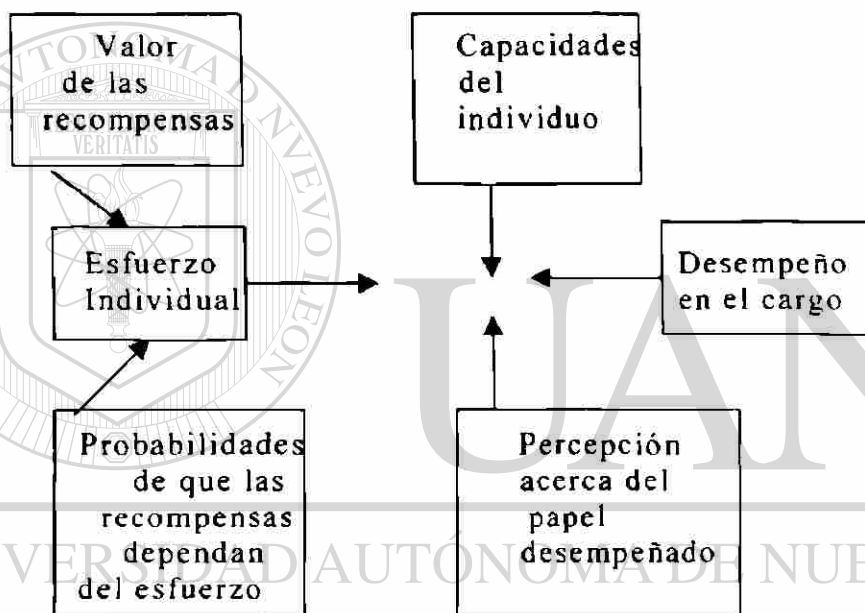 Valor
de las
recompensas
Capacidades
del
individuo
Esfuerzo
Individual
Desempeño
en el cargo
Probabilidades
de que las
recompensas
dependan
del esfuerzo
Percepción
acerca del
papel
desempeñado
VERITATIS
UAN
VERSIDAD AUTÓNOMA DE NUE